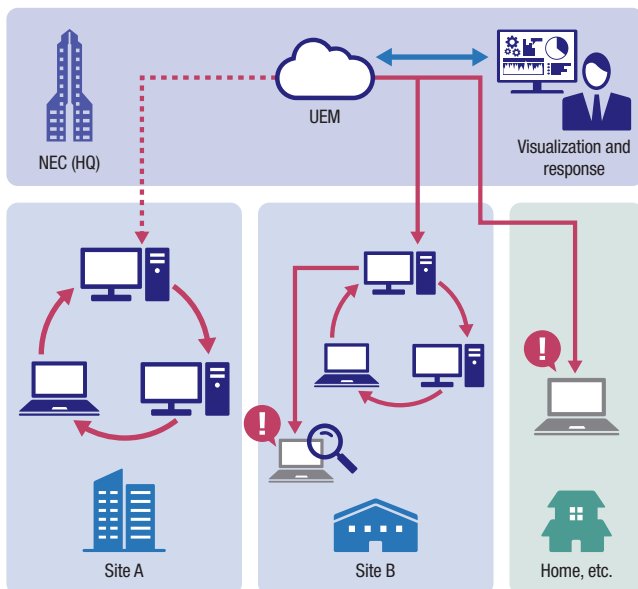 NEC (HQ)
UEM
Visualization and
response
!
!
Site A
Site B
Home, etc.